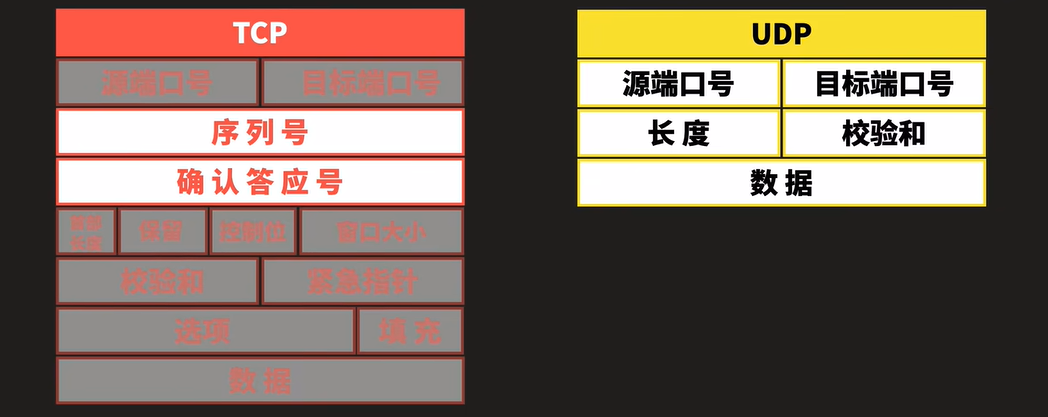 TCP
源端口号 目标端口号
序列号
确认答应号
保留 控制位 窗口大小
长度
校验和 紧急指针
选项 填充
数据
UDP
源端口号 目标端口号
长度 校验和
数据